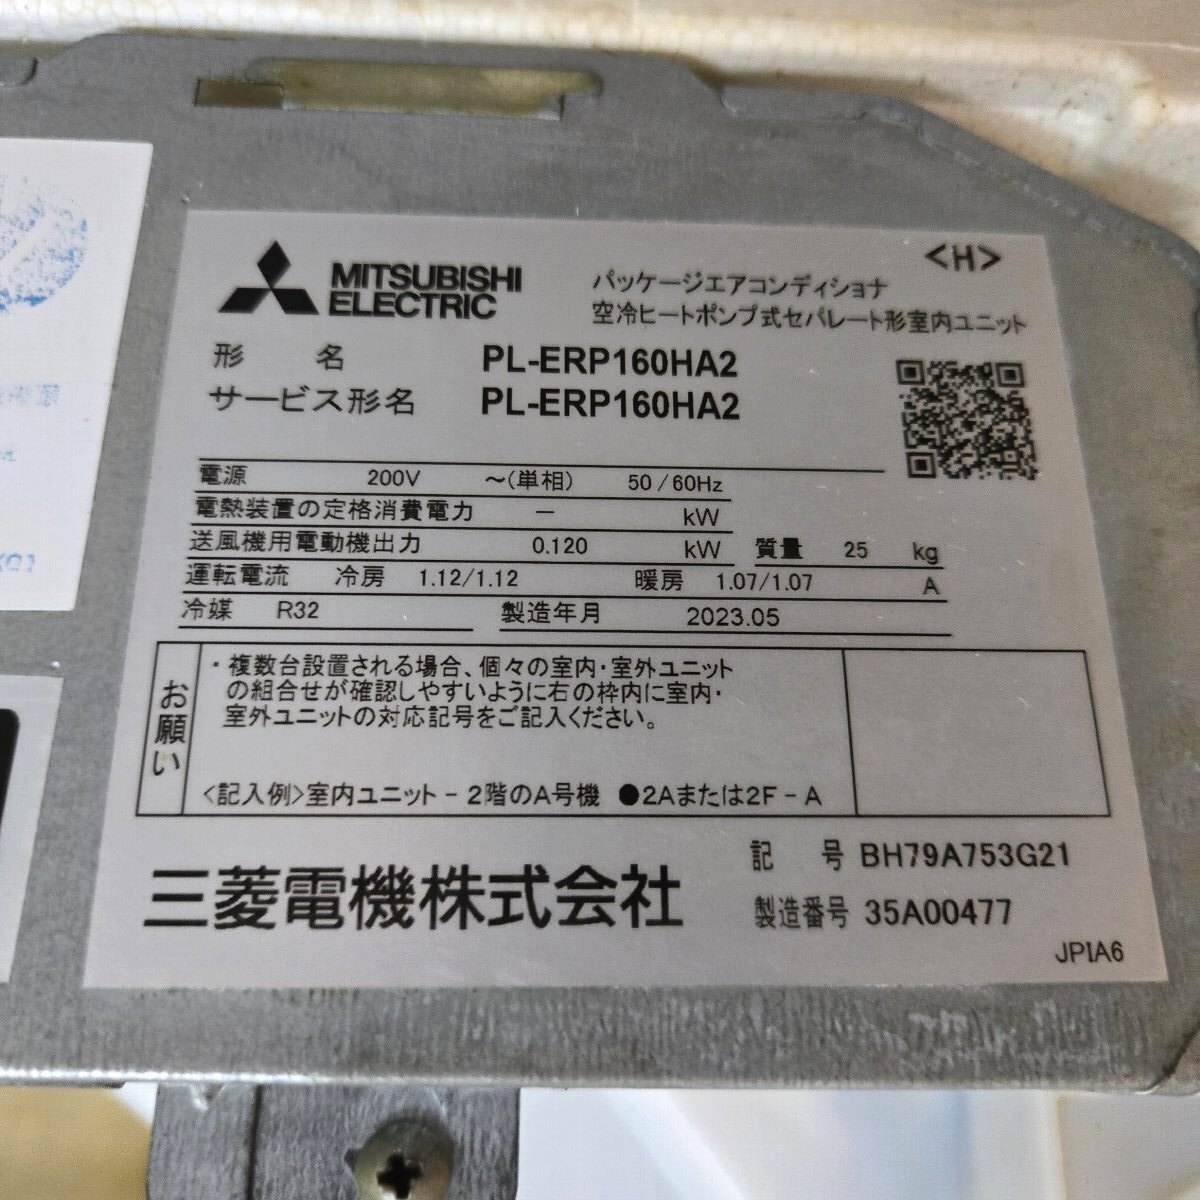 <H>
MITSUBISHI
ELECTRIC
パッケージエアコンディショナ
空冷ヒートポンプ式セパレート形室内ユニット
形 名 PL-ERP160HA2
サービス形名 PL-ERP160HA2
電源 200V ～(単相) 50/60Hz
電熱装置の定格消費電力 － kW
送風機用電動機出力 0.120 kW 質量 25 kg
運転電流 冷房 1.12/1.12 暖房 1.07/1.07 A
冷媒 R32 製造年月 2023.05
お願い
・複数台設置される場合、個々の室内・室外ユニット
の組合せが確認しやすいように右の枠内に室内・
室外ユニットの対応記号をご記入ください。
<記入例>室内ユニット－2階のA号機 ●2Aまたは2F－A
三菱電機株式会社
記 号 BH79A753G21
製造番号 35A00477
JPIA6